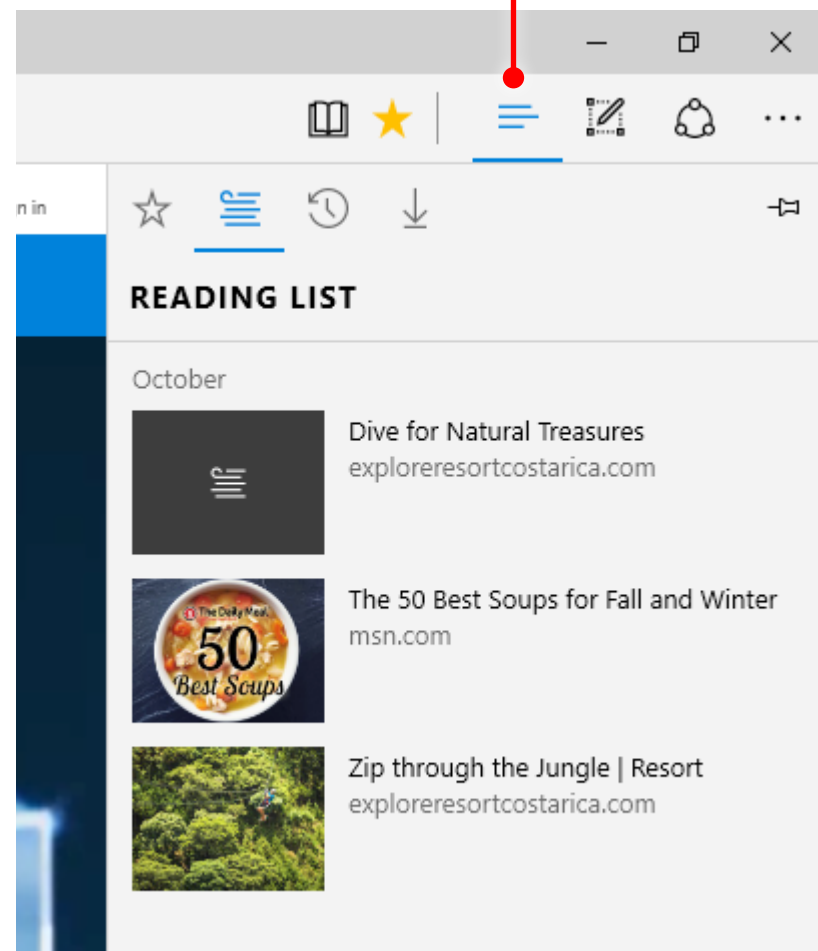 n in
READING LIST
October
Dive for Natural Treasures
exploreresortcostarica.com
The Daily Meal
50
Best Soups
The 50 Best Soups for Fall and Winter
msn.com
Zip through the Jungle | Resort
exploreresortcostarica.com